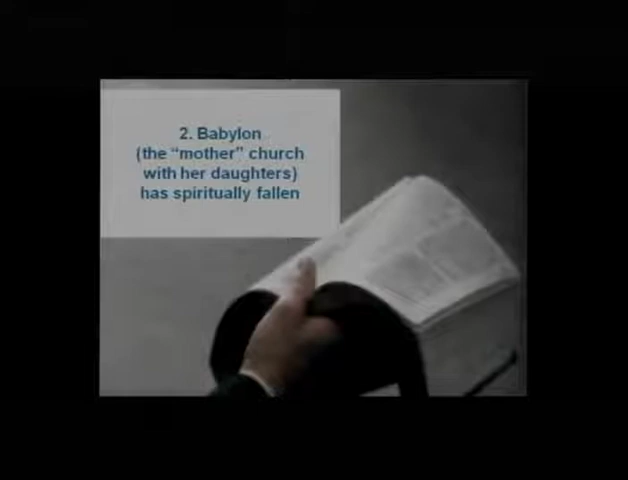 2. Babylon
(the “mother” church
with her daughters)
has spiritually fallen